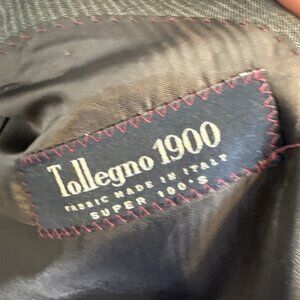 Tollegno 1900
FABRIC MADE IN ITALY
SUPER 100'S